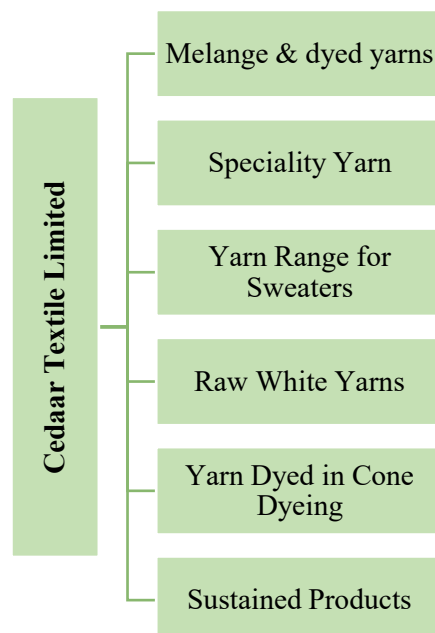 Cedaar Textile Limited
Melange & dyed yarns
Speciality Yarn
Yarn Range for
Sweaters
Raw White Yarns
Yarn Dyed in Cone
Dyeing
Sustained Products